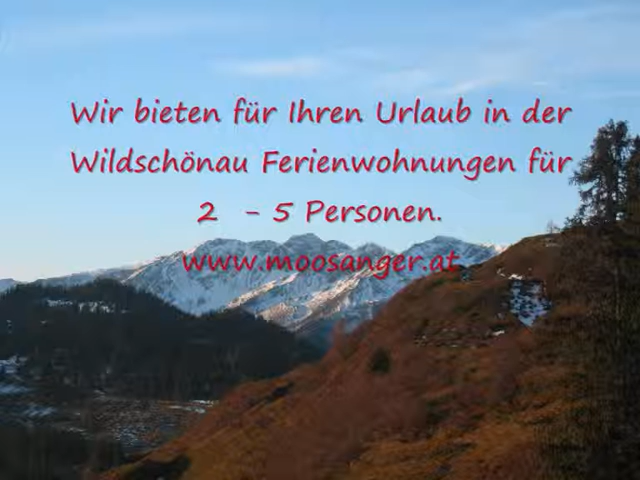 Wir bieten für Ihren Urlaub in der
Wildschönau Ferienwohnungen für
2 - 5 Personen.
www.moosanger.at